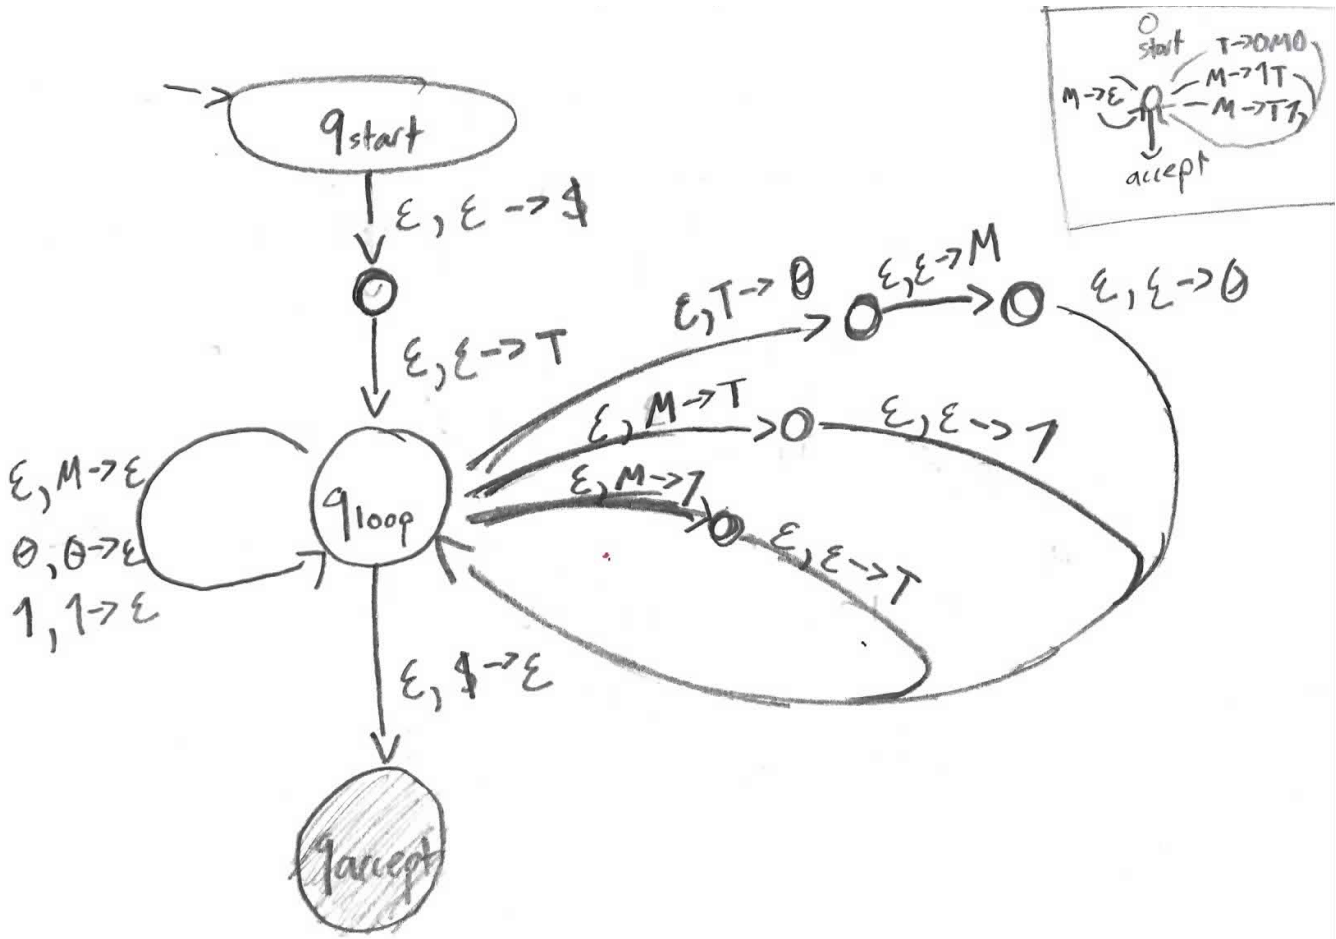 start
T→0M0
M→1T
M→ε
M→T1
accept
qstart
ε, ε→$
ε, ε→T
ε, T→0
ε, ε→M
ε, ε→0
ε, M→T
ε, ε→1
ε, M→1
ε, ε→T
ε, M→ε
0, 0→ε
1, 1→ε
qloop
ε, $→ε
qaccept